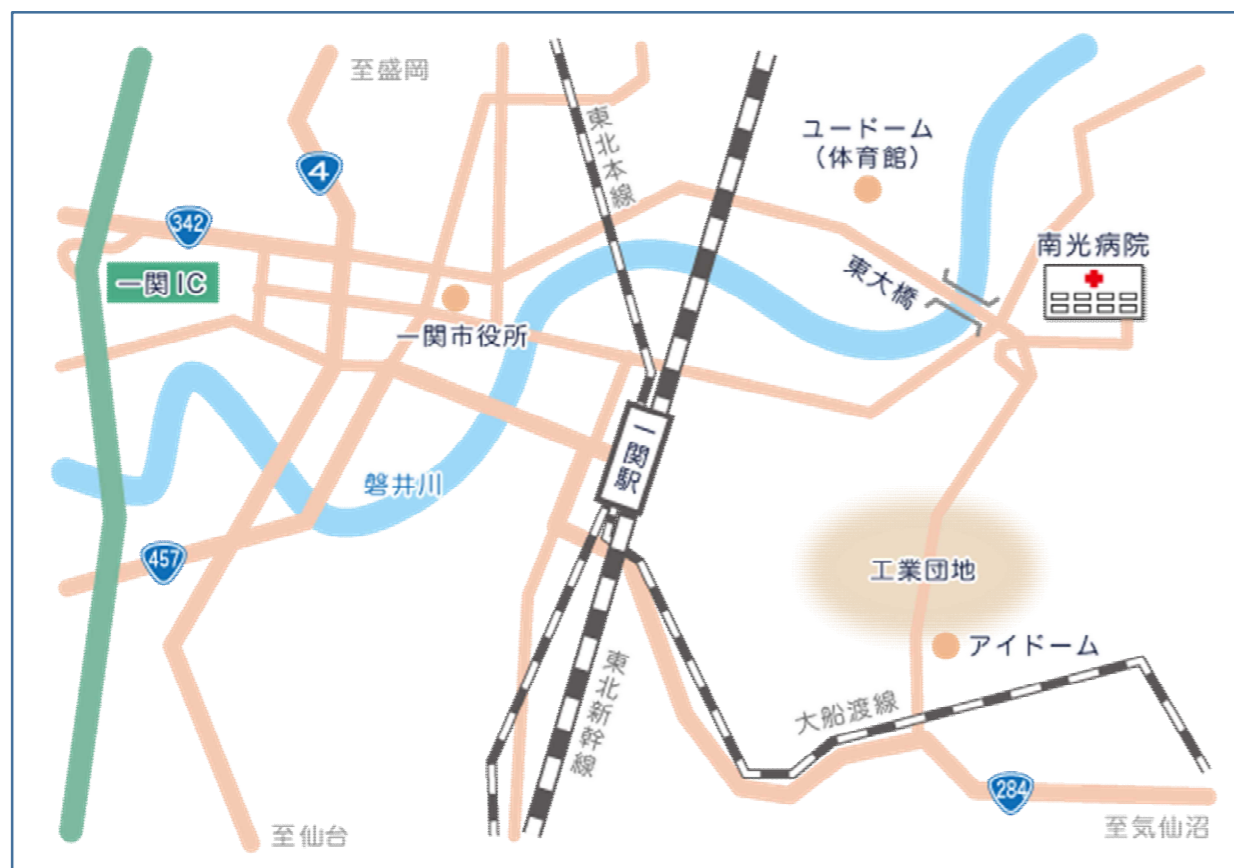 至盛岡
4
東北本線
ユードーム
(体育館)
342
南光病院
一関IC
東大橋
一関市役所
一関駅
磐井川
457
工業団地
アイドーム
東北新幹線
大船渡線
284
至仙台
至気仙沼